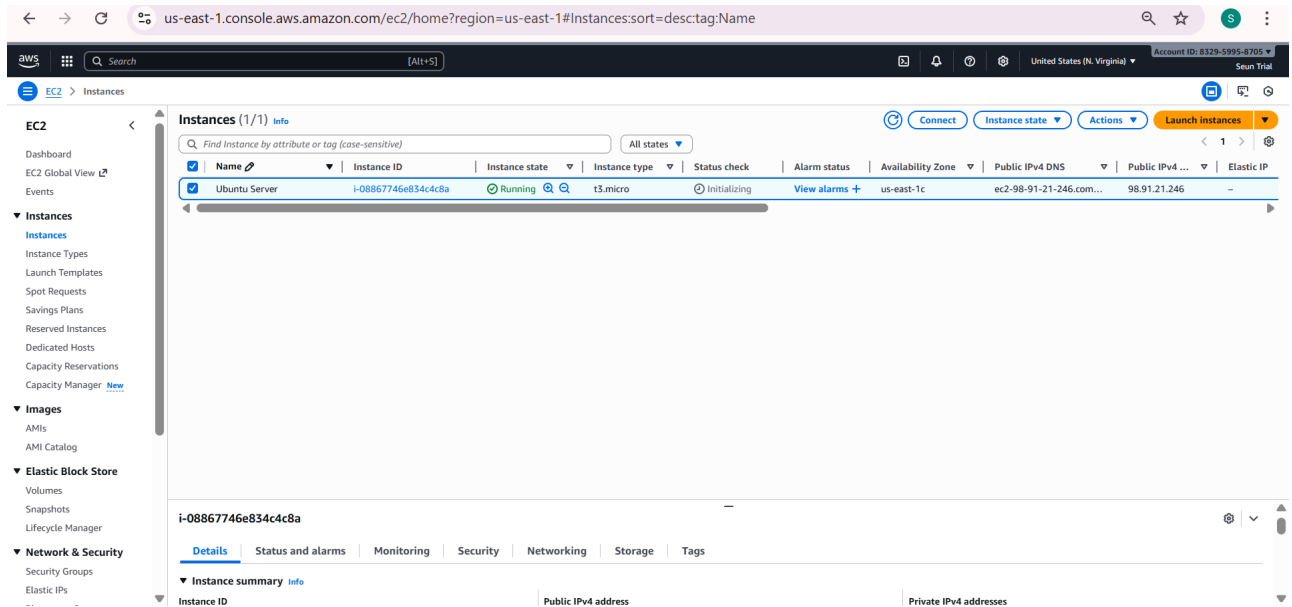 us-east-1.console.aws.amazon.com/ec2/home?region=us-east-1#Instances:sort=desc:tag:Name
S
aws
Search [Alt+S]
United States (N. Virginia)
Account ID: 8329-5995-8705
Seun Trial
EC2 > Instances
EC2
Dashboard
EC2 Global View
Events
Instances
Instances
Instance Types
Launch Templates
Spot Requests
Savings Plans
Reserved Instances
Dedicated Hosts
Capacity Reservations
Capacity Manager New
Images
AMIs
AMI Catalog
Elastic Block Store
Volumes
Snapshots
Lifecycle Manager
Network & Security
Security Groups
Elastic IPs
Instances (1/1) Info
Connect Instance state Actions Launch instances
Find Instance by attribute or tag (case-sensitive) All states
1
Name Instance ID Instance state Instance type Status check Alarm status Availability Zone Public IPv4 DNS Public IPv4 ... Elastic IP
Ubuntu Server i-08867746e834c4c8a Running t3.micro Initializing View alarms + us-east-1c ec2-98-91-21-246.com... 98.91.21.246 –
i-08867746e834c4c8a
Details Status and alarms Monitoring Security Networking Storage Tags
Instance summary Info
Instance ID Public IPv4 address Private IPv4 addresses